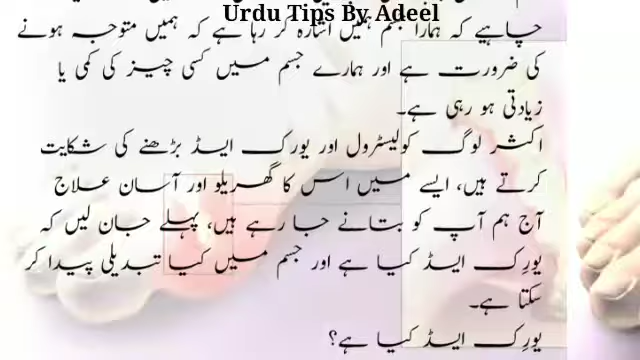 Urdu Tips By Adeel
چاہیے کہ ہمارا جسم ہمیں اشارہ کر رہا ہے کہ ہمیں متوجہ ہونے
کی ضرورت ہے اور ہمارے جسم میں کسی چیز کی کمی یا
زیادتی ہو رہی ہے۔
اکثر لوگ کولیسٹرول اور یورک ایسڈ بڑھنے کی شکایت
کرتے ہیں، ایسے میں اس کا گھریلو اور آسان علاج
آج ہم آپ کو بتانے جا رہے ہیں، پہلے جان لیں کہ
یورِک ایسڈ کیا ہے اور جسم میں کیا تبدیلی پیدا کر
سکتا ہے۔
یورِک ایسڈ کیا ہے؟